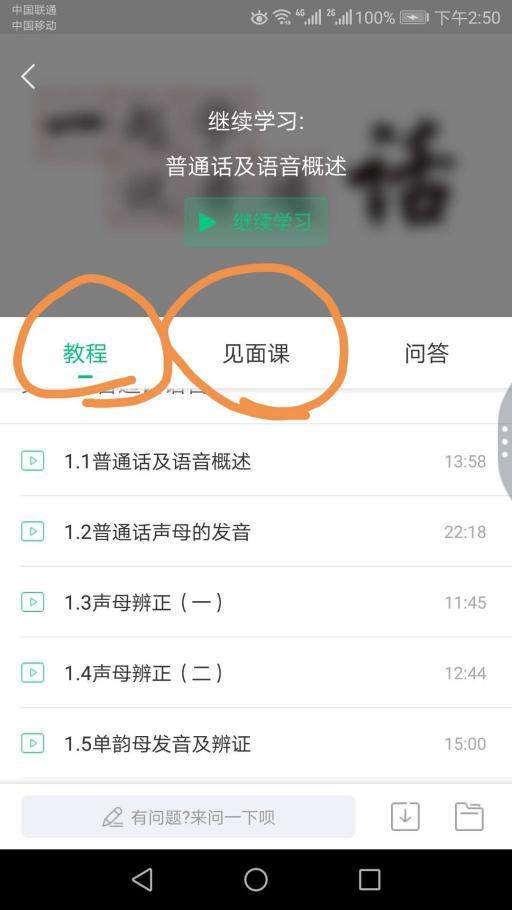 中国联通
中国移动
4G 2G 100% 下午2:50
继续学习:
普通话及语音概述
继续学习
话
教程 见面课 问答
1.1普通话及语音概述 13:58
1.2普通话声母的发音 22:18
1.3声母辨正（一） 11:45
1.4声母辨正（二） 12:44
1.5单韵母发音及辨证 15:00
有问题?来问一下呗